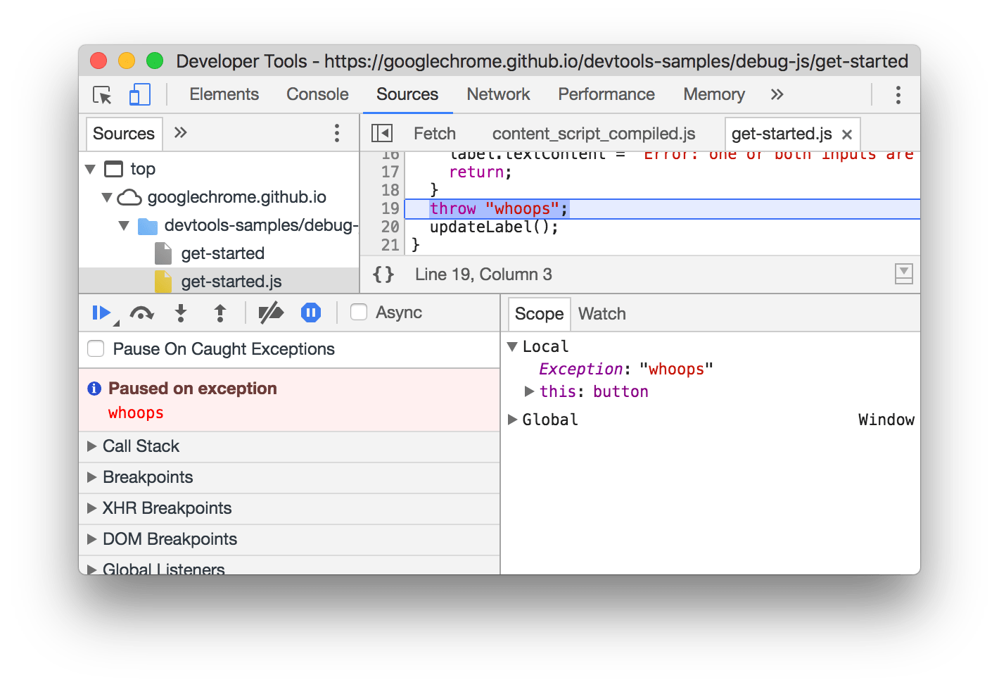 Developer Tools - https://googlechrome.github.io/devtools-samples/debug-js/get-started
Elements Console Sources Network Performance Memory »
Sources »
Fetch content_script_compiled.js get-started.js ×
top
googlechrome.github.io
devtools-samples/debug-
get-started
get-started.js
16 label.textContent = 'Error: one or both inputs are
17 return;
18 }
19 throw "whoops";
20 updateLabel();
21 }
{} Line 19, Column 3
Async
Pause On Caught Exceptions
Paused on exception
whoops
Call Stack
Breakpoints
XHR Breakpoints
DOM Breakpoints
Global Listeners
Scope Watch
Local
Exception: "whoops"
this: button
Global Window